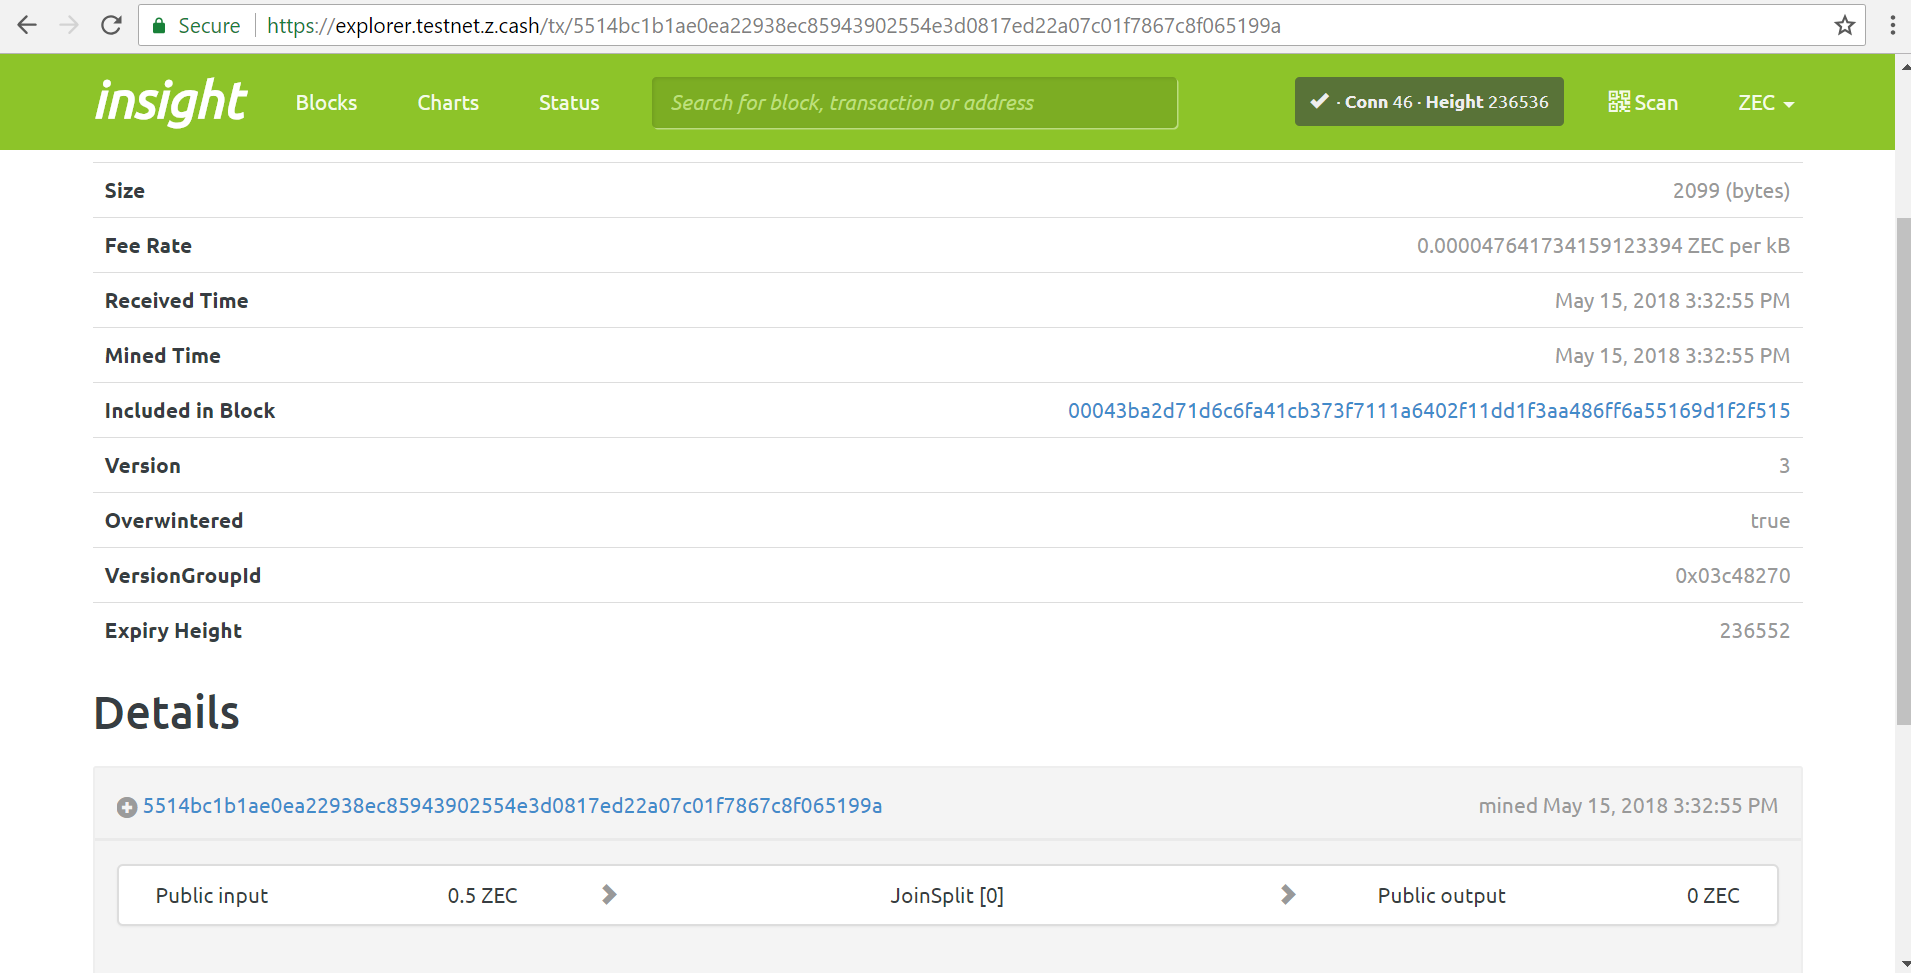 Secure https://explorer.testnet.z.cash/tx/5514bc1b1ae0ea22938ec85943902554e3d0817ed22a07c01f7867c8f065199a
insight Blocks Charts Status Search for block, transaction or address · Conn 46 · Height 236536 Scan ZEC
Size 2099 (bytes)
Fee Rate 0.000047641734159123394 ZEC per kB
Received Time May 15, 2018 3:32:55 PM
Mined Time May 15, 2018 3:32:55 PM
Included in Block 00043ba2d71d6c6fa41cb373f7111a6402f11dd1f3aa486ff6a55169d1f2f515
Version 3
Overwintered true
VersionGroupId 0x03c48270
Expiry Height 236552
Details
5514bc1b1ae0ea22938ec85943902554e3d0817ed22a07c01f7867c8f065199a mined May 15, 2018 3:32:55 PM
Public input 0.5 ZEC JoinSplit [0] Public output 0 ZEC